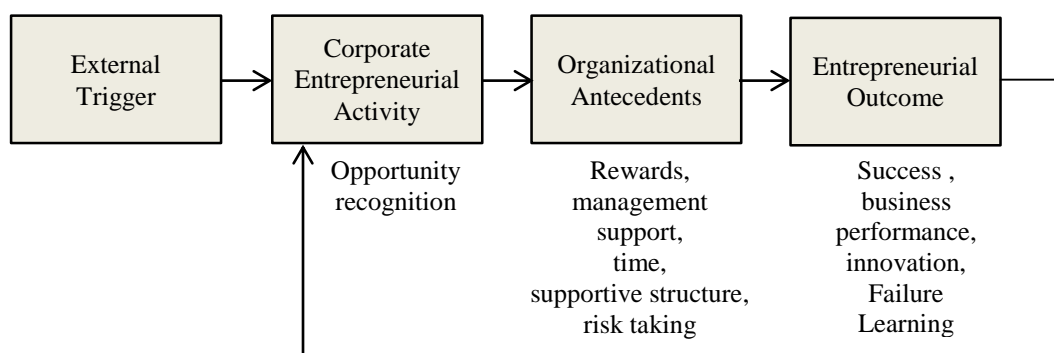 External
Trigger
Corporate
Entrepreneurial
Activity
Organizational
Antecedents
Entrepreneurial
Outcome
Opportunity
recognition
Rewards,
management
support,
time,
supportive structure,
risk taking
Success ,
business
performance,
innovation,
Failure
Learning